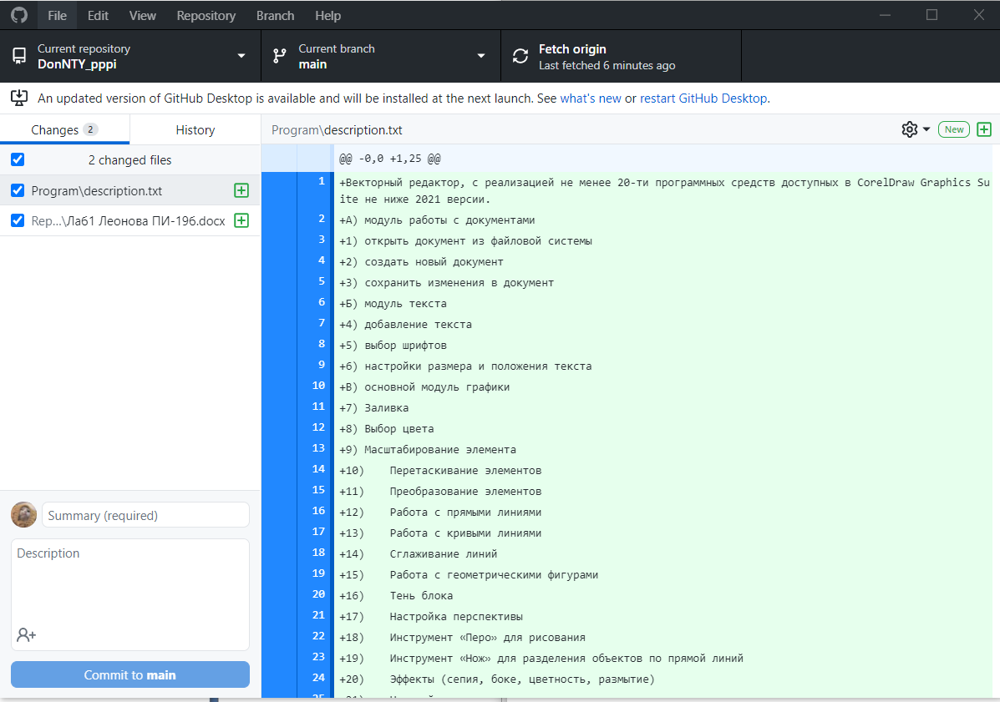 File Edit View Repository Branch Help
Current repository
DonNTY_pppi
Current branch
main
Fetch origin
Last fetched 6 minutes ago
An updated version of GitHub Desktop is available and will be installed at the next launch. See what's new or restart GitHub Desktop.
Changes 2 History
Program\description.txt New
2 changed files
Program\description.txt
Rep...\Лаб1 Леонова ПИ-19б.docx
Summary (required)
Description
Commit to main
@@ -0,0 +1,25 @@
1 +Векторный редактор, с реализацией не менее 20-ти программных средств доступных в CorelDraw Graphics Su
ite не ниже 2021 версии.
2 +А) модуль работы с документами
3 +1) открыть документ из файловой системы
4 +2) создать новый документ
5 +3) сохранить изменения в документ
6 +Б) модуль текста
7 +4) добавление текста
8 +5) выбор шрифтов
9 +6) настройки размера и положения текста
10 +В) основной модуль графики
11 +7) Заливка
12 +8) Выбор цвета
13 +9) Масштабирование элемента
14 +10) Перетаскивание элементов
15 +11) Преобразование элементов
16 +12) Работа с прямыми линиями
17 +13) Работа с кривыми линиями
18 +14) Сглаживание линий
19 +15) Работа с геометрическими фигурами
20 +16) Тень блока
21 +17) Настройка перспективы
22 +18) Инструмент «Перо» для рисования
23 +19) Инструмент «Нож» для разделения объектов по прямой линий
24 +20) Эффекты (сепия, боке, цветность, размытие)
25 +21)